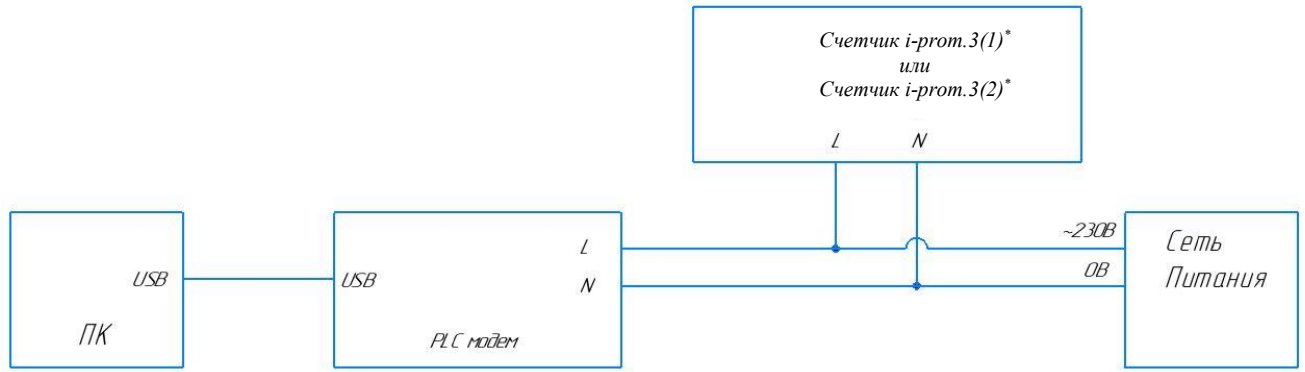 Счетчик i-prom.3(1)*
или
Счетчик i-prom.3(2)*
L N
~230В
Сеть
L
USB
USB
N
0В
Питания
ПК
PLC модем